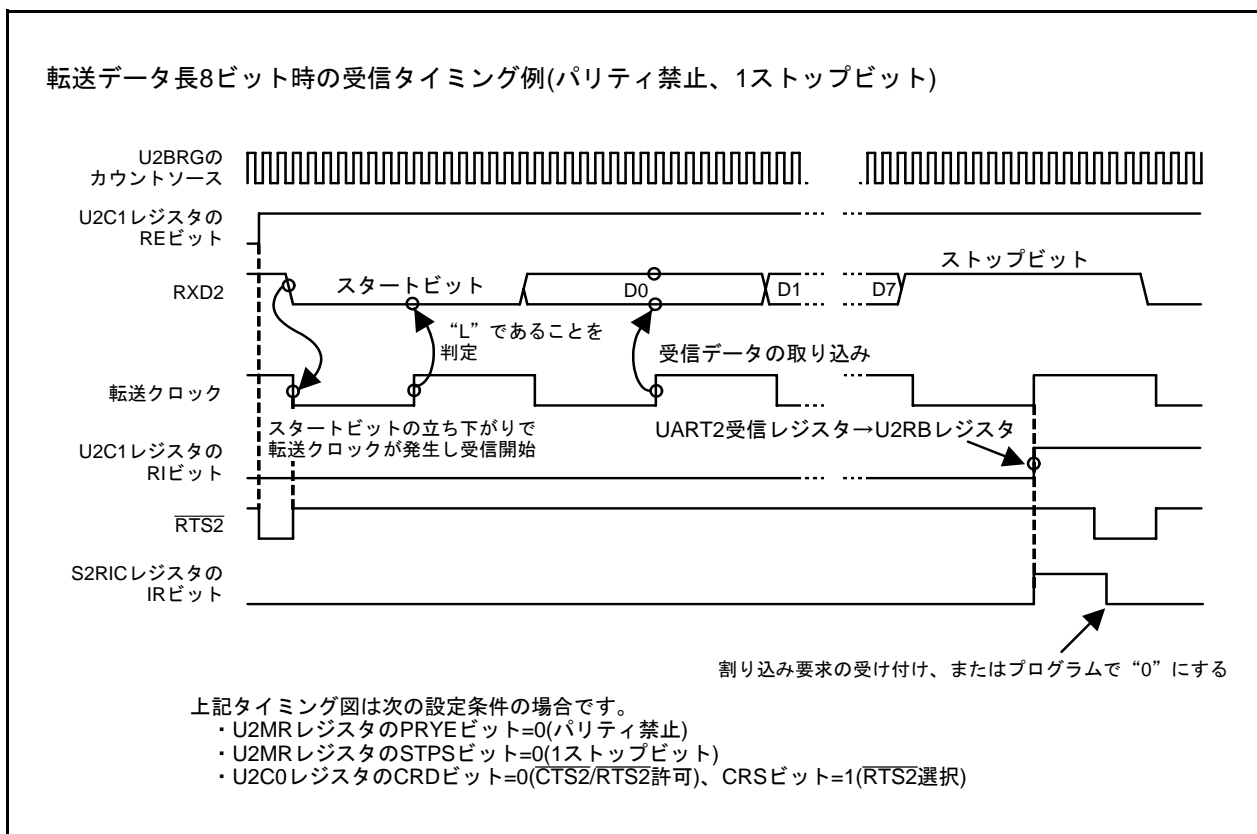 転送データ長8ビット時の受信タイミング例(パリティ禁止、1ストップビット)
U2BRGの
カウントソース
U2C1レジスタの
REビット
RXD2
スタートビット
D0
D1
D7
ストップビット
“L”であることを
判定
受信データの取り込み
転送クロック
スタートビットの立ち下がりで
転送クロックが発生し受信開始
UART2受信レジスタ→U2RBレジスタ
U2C1レジスタの
RIビット
RTS2
S2RICレジスタの
IRビット
割り込み要求の受け付け、またはプログラムで“0”にする
上記タイミング図は次の設定条件の場合です。
・U2MRレジスタのPRYEビット=0(パリティ禁止)
・U2MRレジスタのSTPSビット=0(1ストップビット)
・U2C0レジスタのCRDビット=0(CTS2/RTS2許可)、CRSビット=1(RTS2選択)